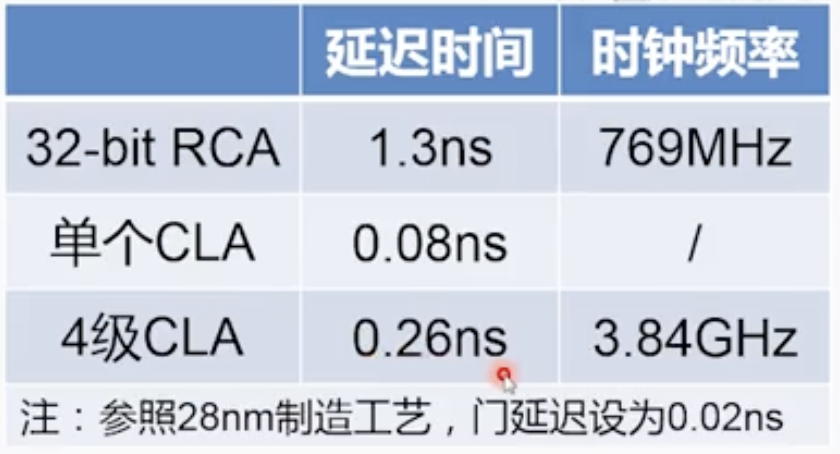 延迟时间 时钟频率
32-bit RCA 1.3ns 769MHz
单个CLA 0.08ns /
4级CLA 0.26ns 3.84GHz
注：参照28nm制造工艺，门延迟设为0.02ns